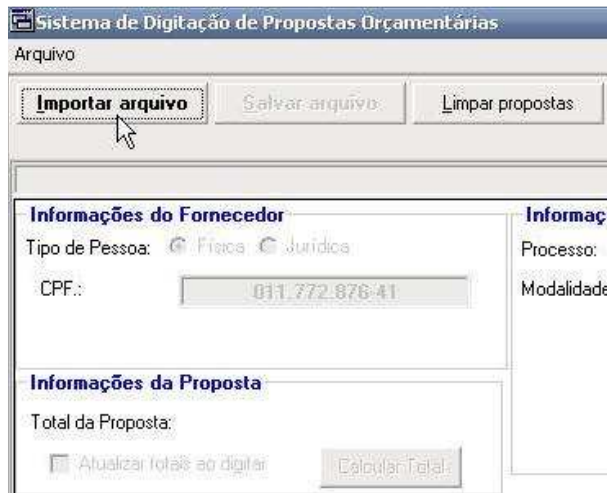 Sistema de Digitação de Propostas Orçamentárias
Arquivo
Importar arquivo Salvar arquivo Limpar propostas
Informações do Fornecedor Informaç
Tipo de Pessoa: Física Jurídica Processo:
CPF.: 011.772.876-41 Modalidade
Informações da Proposta
Total da Proposta:
Atualizar totais ao digitar Calcular Total